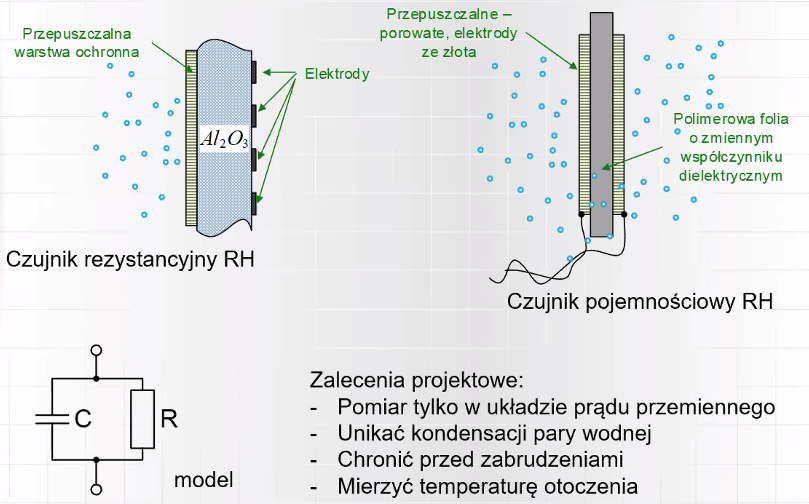 Przepuszczalna
warstwa ochronna
Elektrody
Al₂O₃
Czujnik rezystancyjny RH
Przepuszczalne –
porowate, elektrody
ze złota
Polimerowa folia
o zmiennym
współczynniku
dielektrycznym
Czujnik pojemnościowy RH
C
R
model
Zalecenia projektowe:
- Pomiar tylko w układzie prądu przemiennego
- Unikać kondensacji pary wodnej
- Chronić przed zabrudzeniami
- Mierzyć temperaturę otoczenia